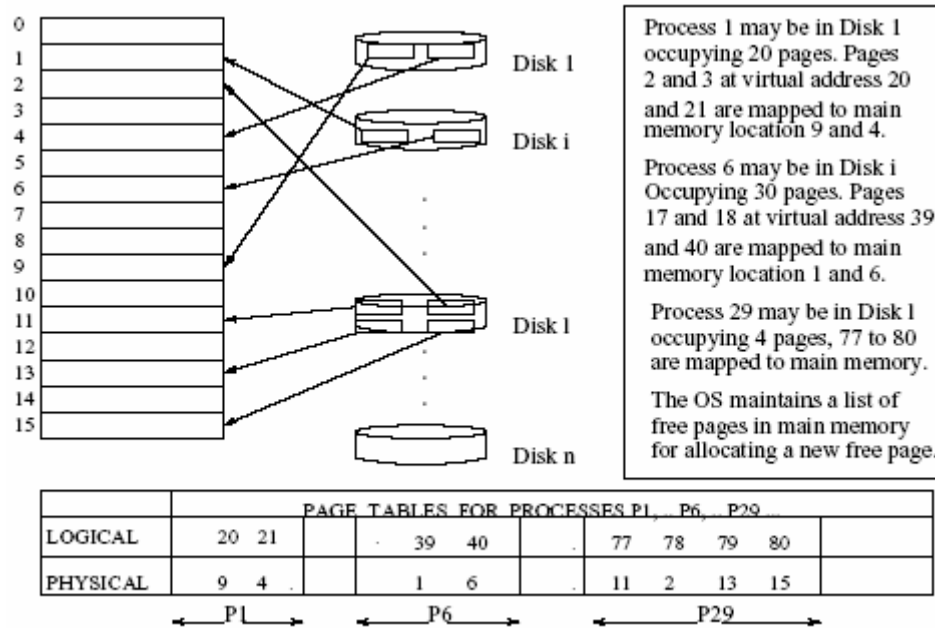 0
1
2
3
4
5
6
7
8
9
10
11
12
13
14
15
Disk 1
Disk i
Disk l
Disk n
Process 1 may be in Disk 1
occupying 20 pages. Pages
2 and 3 at virtual address 20
and 21 are mapped to main
memory location 9 and 4.
Process 6 may be in Disk i
Occupying 30 pages. Pages
17 and 18 at virtual address 39
and 40 are mapped to main
memory location 1 and 6.
Process 29 may be in Disk l
occupying 4 pages, 77 to 80
are mapped to main memory.
The OS maintains a list of
free pages in main memory
for allocating a new free page.
PAGE TABLES FOR PROCESSES P1, .. P6, .. P29 ...
LOGICAL 20 21 . 39 40 . 77 78 79 80
PHYSICAL 9 4 . 1 6 . 11 2 13 15
P1 P6 P29